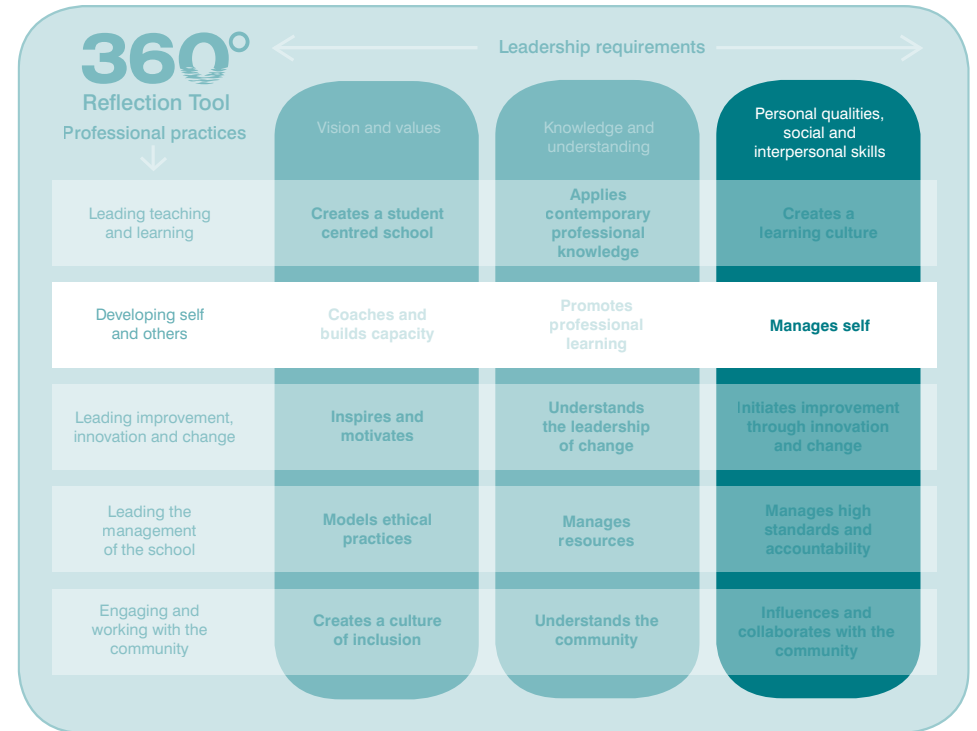 360°
Reflection Tool
Professional practices
Leadership requirements
Vision and values
Knowledge and
understanding
Personal qualities,
social and
interpersonal skills
Leading teaching
and learning
Creates a student
centred school
Applies
contemporary
professional
knowledge
Creates a
learning culture
Developing self
and others
Coaches and
builds capacity
Promotes
professional
learning
Manages self
Leading improvement,
innovation and change
Inspires and
motivates
Understands
the leadership
of change
Initiates improvement
through innovation
and change
Leading the
management
of the school
Models ethical
practices
Manages
resources
Manages high
standards and
accountability
Engaging and
working with the
community
Creates a culture
of inclusion
Understands the
community
Influences and
collaborates with the
community